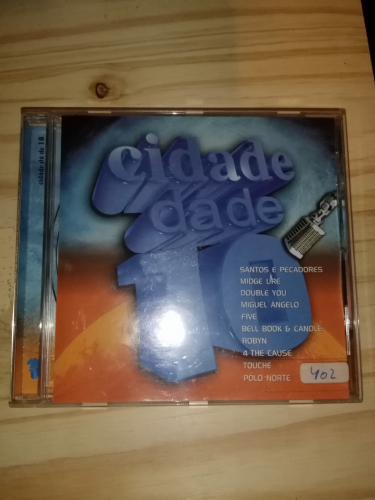 cidade
dade
10
SANTOS E PECADORES
MIDGE URE
DOUBLE YOU
MIGUEL ANGELO
FIVE
BELL BOOK & CANDLE
ROBYN
4 THE CAUSE
TOUCHE
POLO NORTE
402